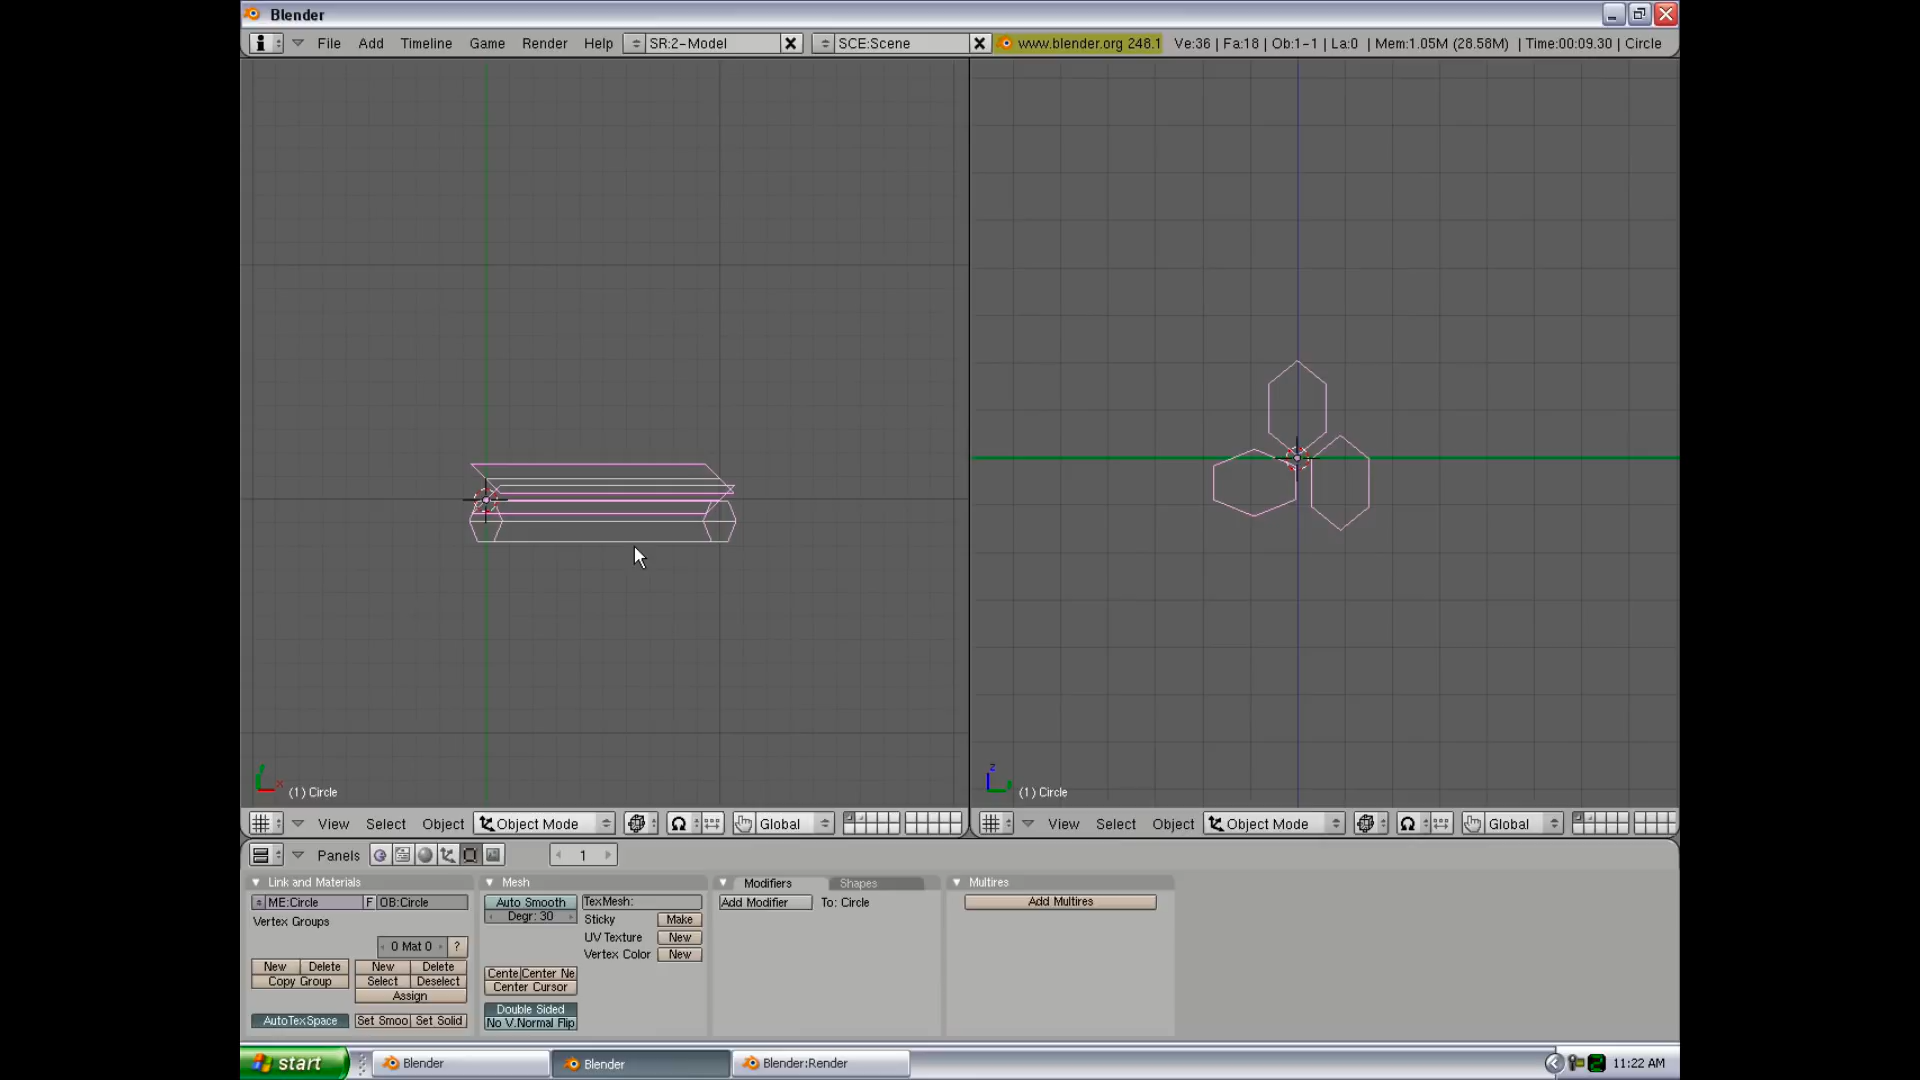 Blender
File Add Timeline Game Render Help SR:2-Model SCE:Scene www.blender.org 248.1 Ve:36 | Fa:18 | Ob:1-1 | La:0 | Mem:1.05M (28.58M) | Time:00:09.30 | Circle
x
z
(1) Circle (1) Circle
View Select Object Object Mode Global View Select Object Object Mode Global
Panels 1
Link and Materials Mesh Modifiers Shapes Multires
ME:Circle F OB:Circle Auto Smooth TexMesh: Add Modifier To: Circle Add Multires
Degr: 30
Vertex Groups Sticky Make
UV Texture New
0 Mat 0 ? Vertex Color New
New Delete New Delete Cente Center Ne
Copy Group Select Deselect Center Cursor
Assign
Double Sided
AutoTexSpace Set Smoo Set Solid No V.Normal Flip
start Blender Blender Blender:Render 11:22 AM